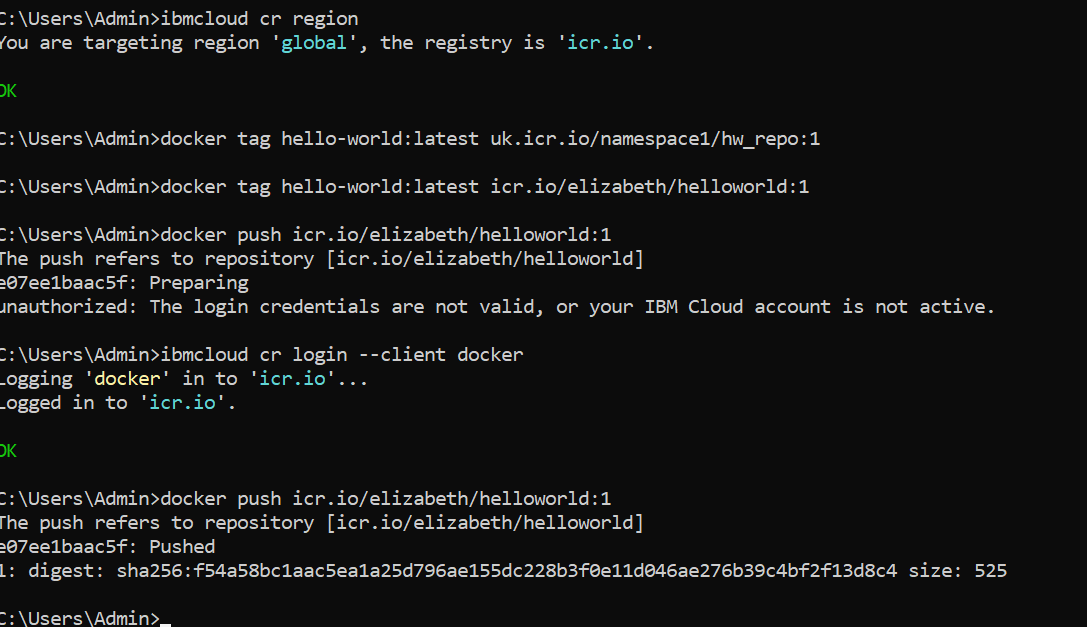 C:\Users\Admin>ibmcloud cr region
You are targeting region 'global', the registry is 'icr.io'.
OK
C:\Users\Admin>docker tag hello-world:latest uk.icr.io/namespace1/hw_repo:1
C:\Users\Admin>docker tag hello-world:latest icr.io/elizabeth/helloworld:1
C:\Users\Admin>docker push icr.io/elizabeth/helloworld:1
The push refers to repository [icr.io/elizabeth/helloworld]
e07ee1baac5f: Preparing
unauthorized: The login credentials are not valid, or your IBM Cloud account is not active.
C:\Users\Admin>ibmcloud cr login --client docker
Logging 'docker' in to 'icr.io'...
Logged in to 'icr.io'.
OK
C:\Users\Admin>docker push icr.io/elizabeth/helloworld:1
The push refers to repository [icr.io/elizabeth/helloworld]
e07ee1baac5f: Pushed
1: digest: sha256:f54a58bc1aac5ea1a25d796ae155dc228b3f0e11d046ae276b39c4bf2f13d8c4 size: 525
C:\Users\Admin>